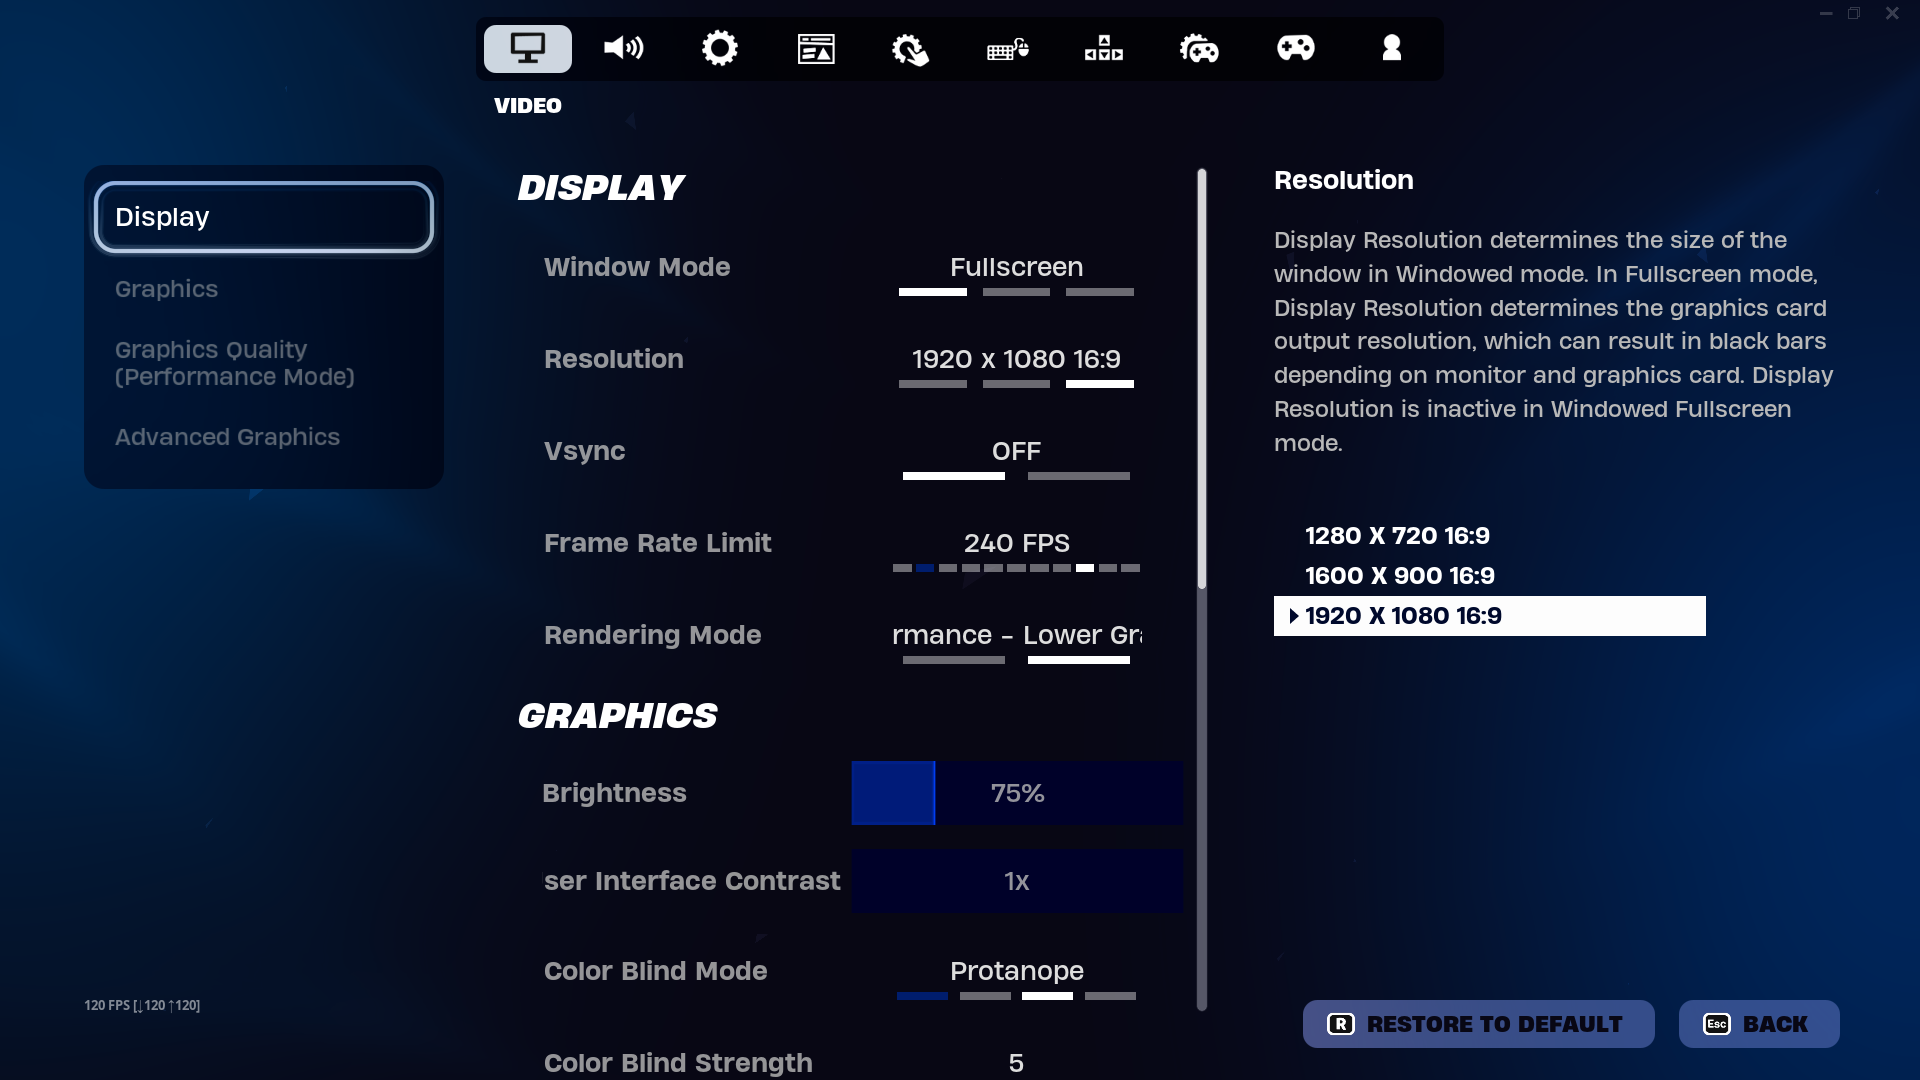 VIDEO
Display
Graphics
Graphics Quality
(Performance Mode)
Advanced Graphics
DISPLAY
Window Mode
Fullscreen
Resolution
1920 x 1080 16:9
Vsync
OFF
Frame Rate Limit
240 FPS
Rendering Mode
rmance - Lower Gra
GRAPHICS
Brightness
75%
ser Interface Contrast
1x
Color Blind Mode
Protanope
Color Blind Strength
5
Resolution
Display Resolution determines the size of the
window in Windowed mode. In Fullscreen mode,
Display Resolution determines the graphics card
output resolution, which can result in black bars
depending on monitor and graphics card. Display
Resolution is inactive in Windowed Fullscreen
mode.
1280 X 720 16:9
1600 X 900 16:9
1920 X 1080 16:9
120 FPS [↓120 ↑120]
R RESTORE TO DEFAULT
Esc BACK